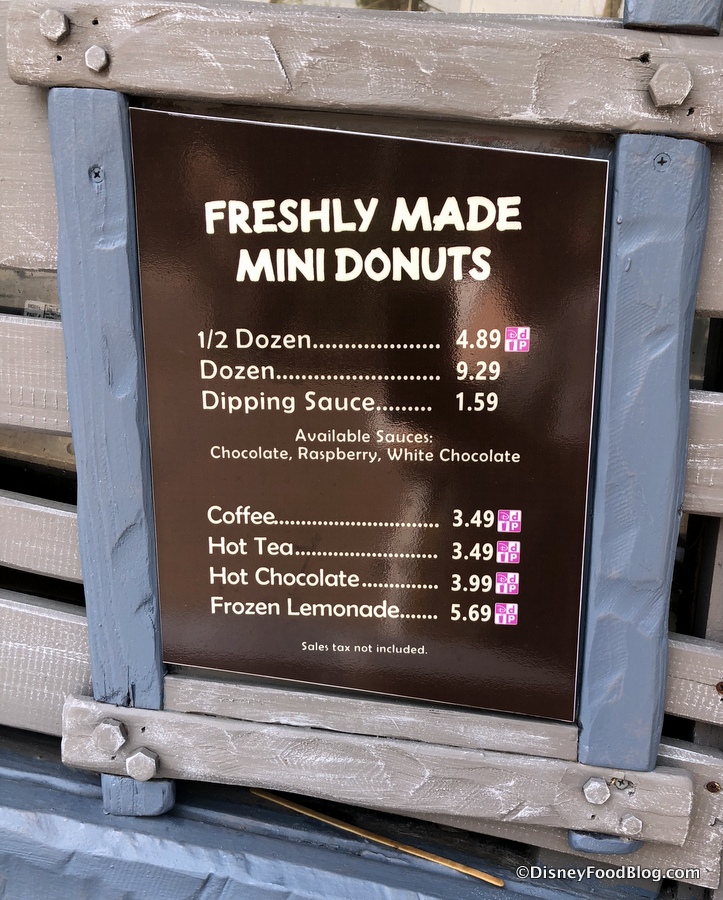 FRESHLY MADE
MINI DONUTS
1/2 Dozen..................... 4.89
Dozen........................... 9.29
Dipping Sauce......... 1.59
Available Sauces:
Chocolate, Raspberry, White Chocolate
Coffee.............................. 3.49
Hot Tea.......................... 3.49
Hot Chocolate.............. 3.99
Frozen Lemonade....... 5.69
Sales tax not included.
©DisneyFoodBlog.com